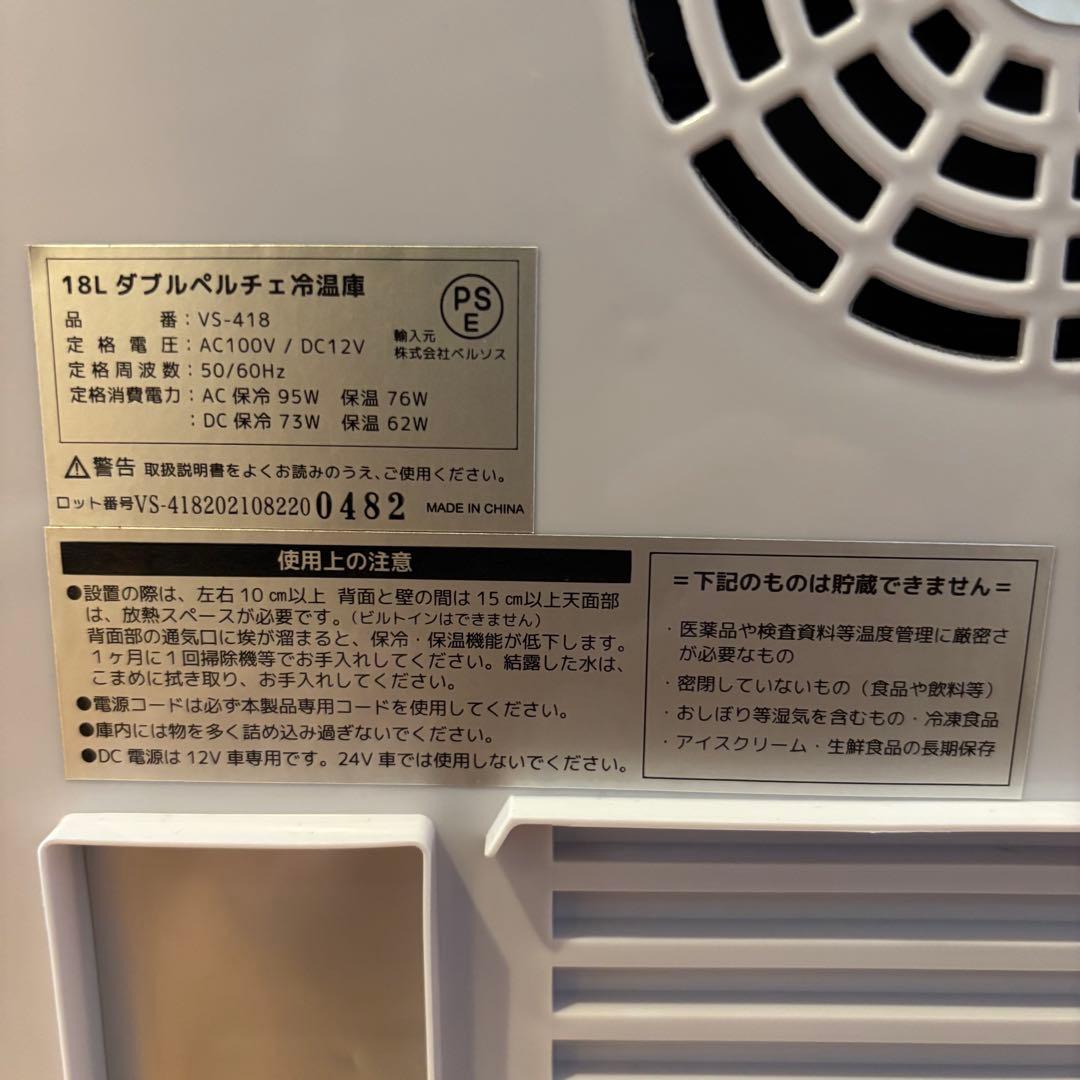 18L ダブルペルチェ冷温庫
品番：VS-418
定格電圧：AC100V / DC12V
定格周波数：50/60Hz
定格消費電力：AC 保冷 95W 保温 76W
：DC 保冷 73W 保温 62W
PS
E
輸入元
株式会社ベルソス
⚠警告 取扱説明書をよくお読みのうえ、ご使用ください。
ロット番号VS-418202108220 0482 MADE IN CHINA
使用上の注意
●設置の際は、左右 10 cm以上 背面と壁の間は 15 cm以上天面部
は、放熱スペースが必要です。（ビルトインはできません）
背面部の通気口に埃が溜まると、保冷・保温機能が低下します。
1ヶ月に1回掃除機等でお手入れしてください。結露した水は、
こまめに拭き取り、お手入れしてください。
●電源コードは必ず本製品専用コードを使用してください。
●庫内には物を多く詰め込み過ぎないでください。
●DC 電源は 12V 車専用です。24V 車では使用しないでください。
＝下記のものは貯蔵できません＝
・医薬品や検査資料等温度管理に厳密さ
が必要なもの
・密閉していないもの（食品や飲料等）
・おしぼり等湿気を含むもの・冷凍食品
・アイスクリーム・生鮮食品の長期保存